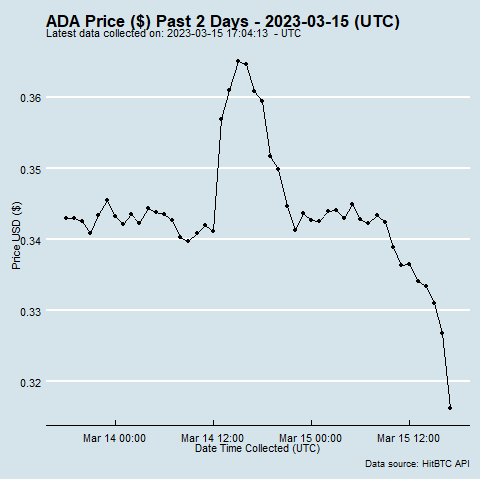 ADA Price ($) Past 2 Days - 2023-03-15 (UTC)
Latest data collected on: 2023-03-15 17:04:13 - UTC
0.36
0.35
0.34
0.33
0.32
Price USD ($)
Mar 14 00:00 Mar 14 12:00 Mar 15 00:00 Mar 15 12:00
Date Time Collected (UTC)
Data source: HitBTC API